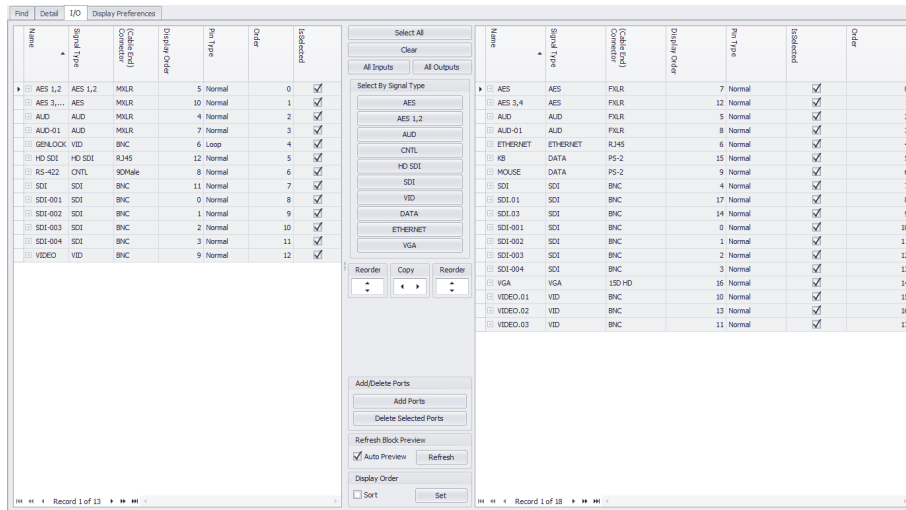 Find Detail I/O Display Preferences
Name Signal Type (Cable End) Connector Display Order Pin Type Order IsSelected
AES 1,2 AES 1,2 MXLR 5 Normal 0
AES 3,... AES MXLR 10 Normal 1
AUD AUD MXLR 4 Normal 2
AUD-01 AUD MXLR 7 Normal 3
GENLOCK VID BNC 6 Loop 4
HD SDI HD SDI RJ45 12 Normal 5
RS-422 CNTL 9DMale 8 Normal 6
SDI SDI BNC 11 Normal 7
SDI-001 SDI BNC 0 Normal 8
SDI-002 SDI BNC 1 Normal 9
SDI-003 SDI BNC 2 Normal 10
SDI-004 SDI BNC 3 Normal 11
VIDEO VID BNC 9 Normal 12
Record 1 of 13
Select All
Clear
All Inputs All Outputs
Select By Signal Type
AES
AES 1,2
AUD
CNTL
HD SDI
SDI
VID
DATA
ETHERNET
VGA
Reorder Copy Reorder
Add/Delete Ports
Add Ports
Delete Selected Ports
Refresh Block Preview
Auto Preview Refresh
Display Order
Sort Set
Name Signal Type (Cable End) Connector Display Order Pin Type IsSelected Order
AES AES FXLR 7 Normal
AES 3,4 AES FXLR 12 Normal
AUD AUD FXLR 5 Normal
AUD-01 AUD FXLR 8 Normal
ETHERNET ETHERNET RJ45 6 Normal
KB DATA PS-2 15 Normal
MOUSE DATA PS-2 9 Normal
SDI SDI BNC 4 Normal
SDI.01 SDI BNC 17 Normal
SDI.03 SDI BNC 14 Normal
SDI-001 SDI BNC 0 Normal
SDI-002 SDI BNC 1 Normal
SDI-003 SDI BNC 2 Normal
SDI-004 SDI BNC 3 Normal
VGA VGA 15D HD 16 Normal
VIDEO.01 VID BNC 10 Normal
VIDEO.02 VID BNC 13 Normal
VIDEO.03 VID BNC 11 Normal
Record 1 of 18